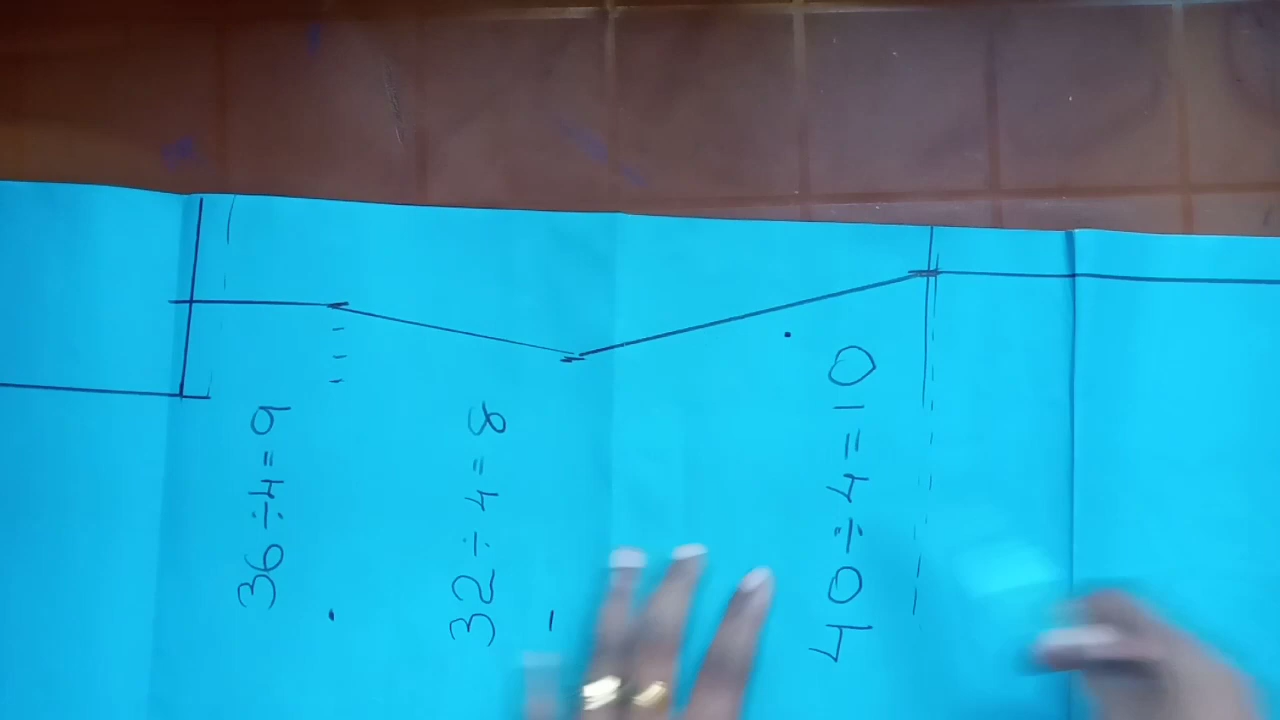 36 ÷ 4 = 9
32 ÷ 4 = 8
40 ÷ 4 = 10